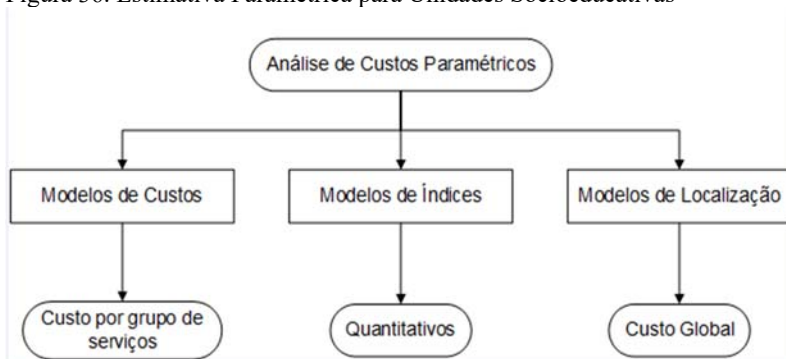 Figura 36: Estimativa Paramétrica para Unidades Socioeducativas
Análise de Custos Paramétricos
Modelos de Custos
Modelos de Índices
Modelos de Localização
Custo por grupo de
serviços
Quantitativos
Custo Global